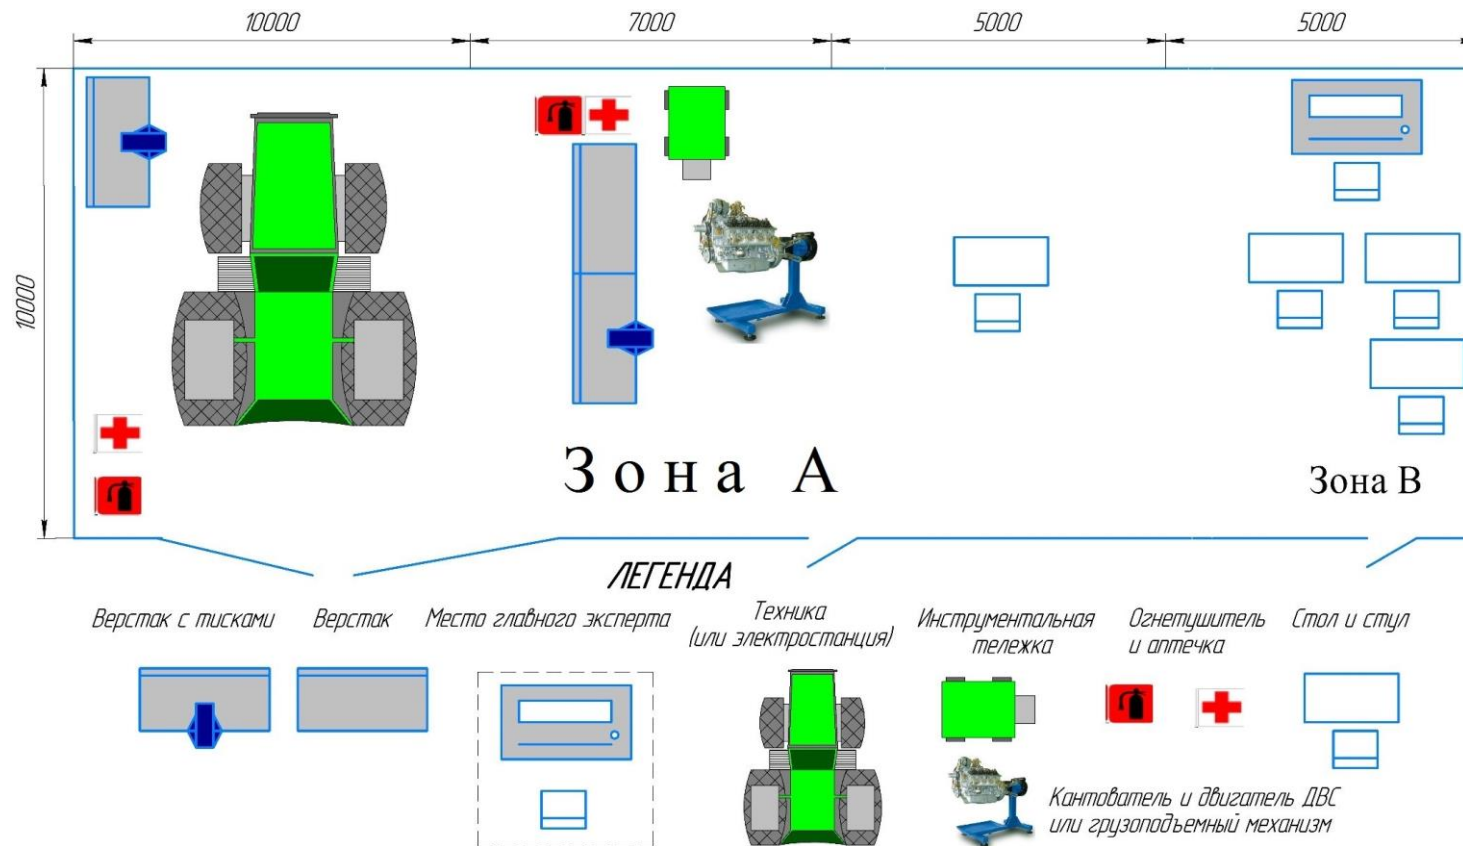 10000 7000 5000 5000
10000
Зона А
Зона В
ЛЕГЕНДА
Верстак с тисками
Верстак
Место главного эксперта
Техника
(или электростанция)
Инструментальная
тележка
Огнетушитель
и аптечка
Стол и стул
Кантователь и двигатель ДВС
или грузоподъемный механизм